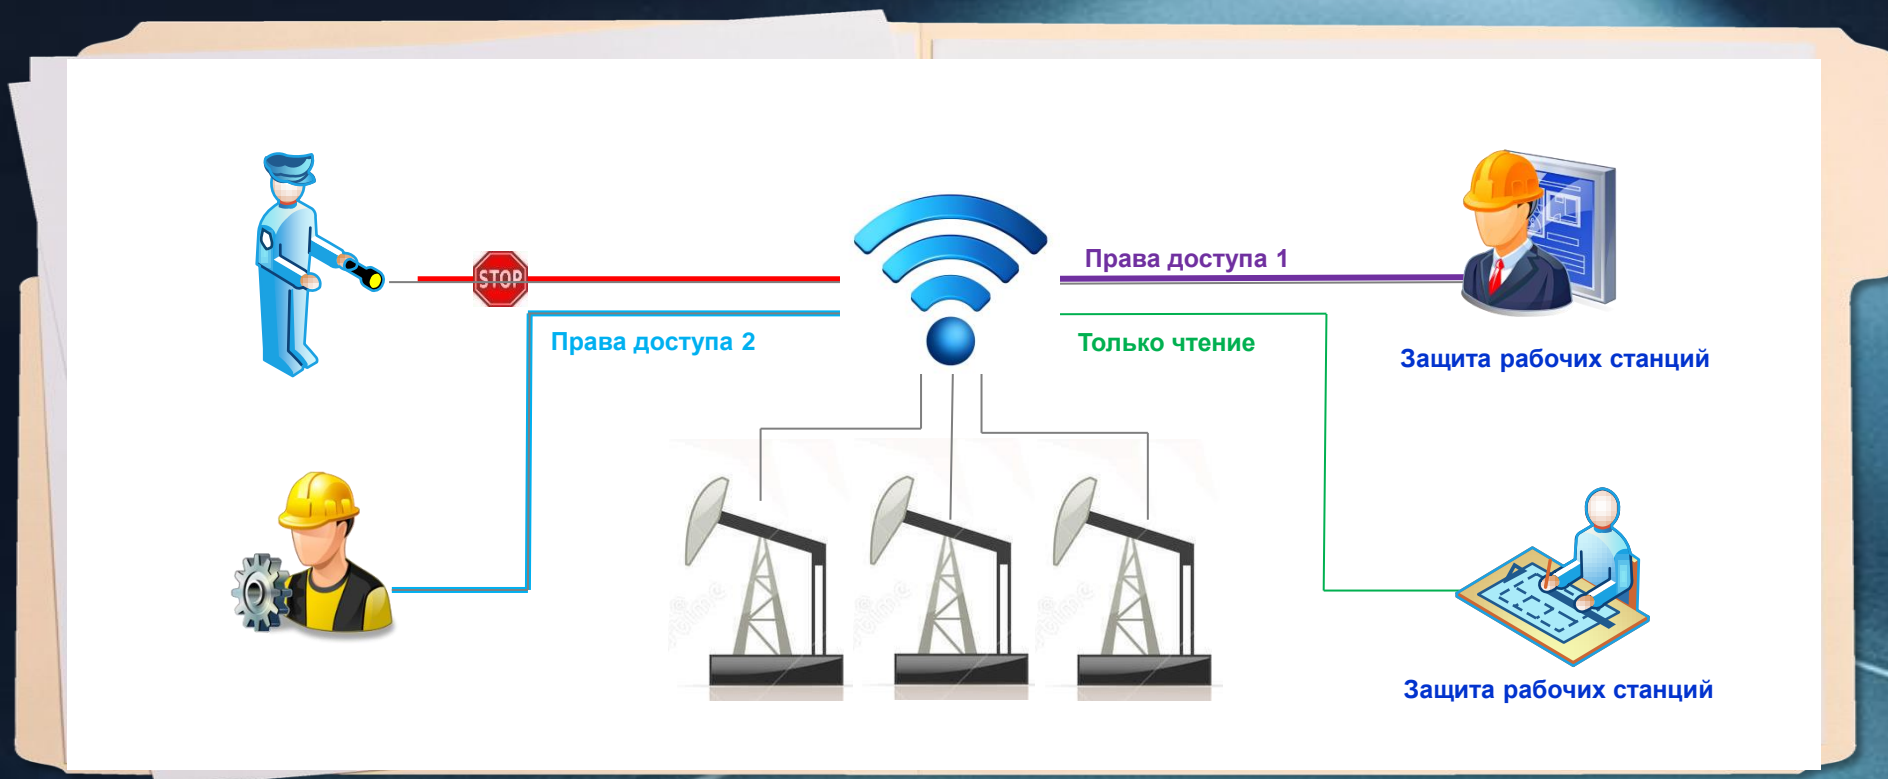 STOP
Права доступа 1
Права доступа 2
Только чтение
Защита рабочих станций
Защита рабочих станций